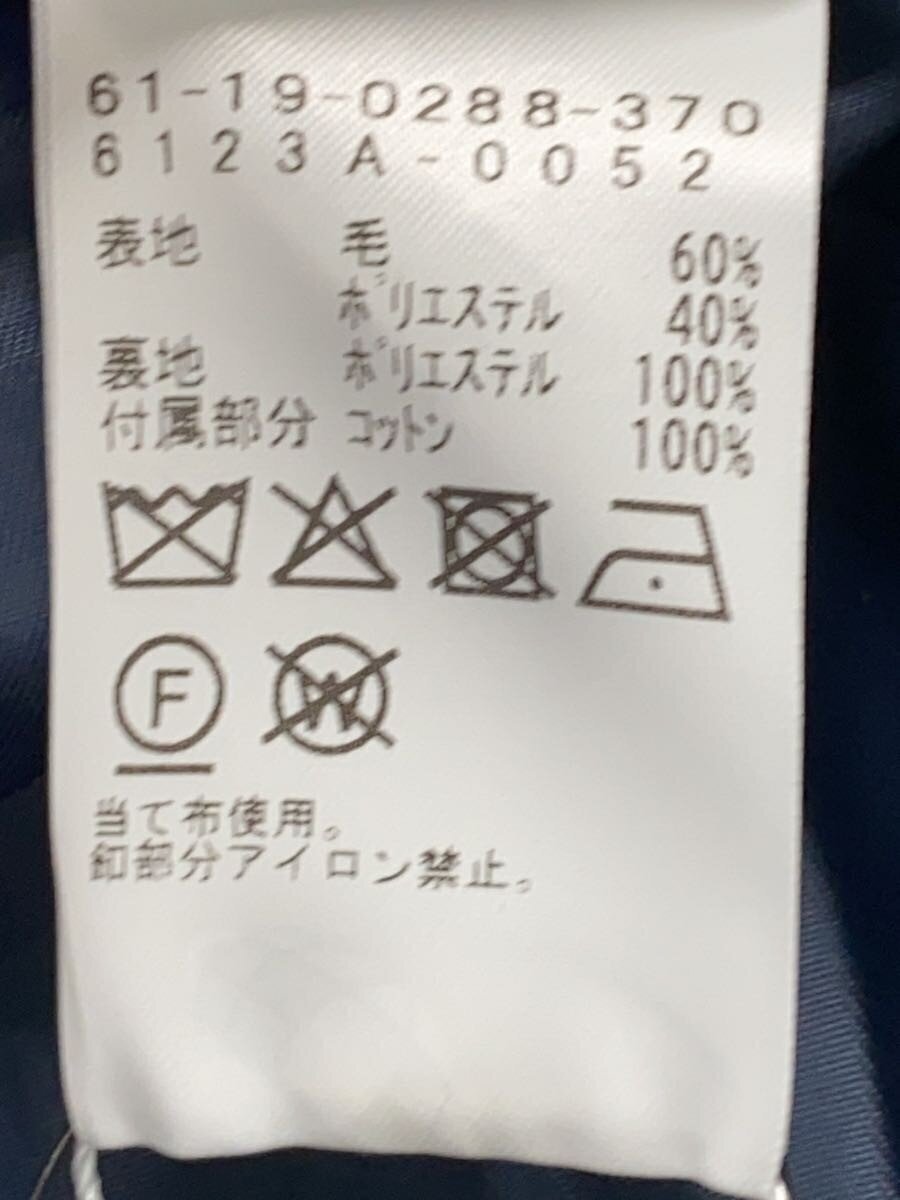 61-19-0288-370
6123A-0052
表地 毛 60%
ポリエステル 40%
裏地 ポリエステル 100%
付属部分 コットン 100%
F W
当て布使用。
釦部分アイロン禁止。